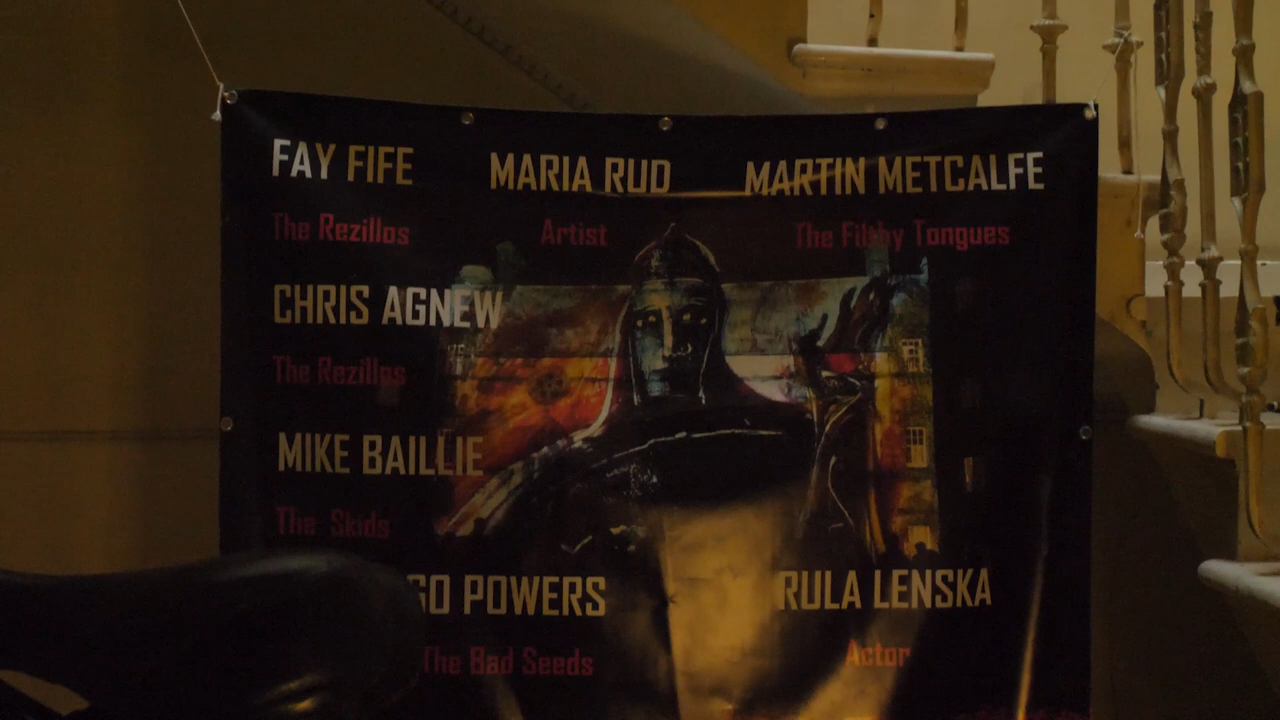 FAY FIFE MARIA RUD MARTIN METCALFE
The Rezillos Artist The Filthy Tongues
CHRIS AGNEW
The Rezillos
MIKE BAILLIE
The Skids
POWERS RULA LENSKA
The Bad Seeds Actor